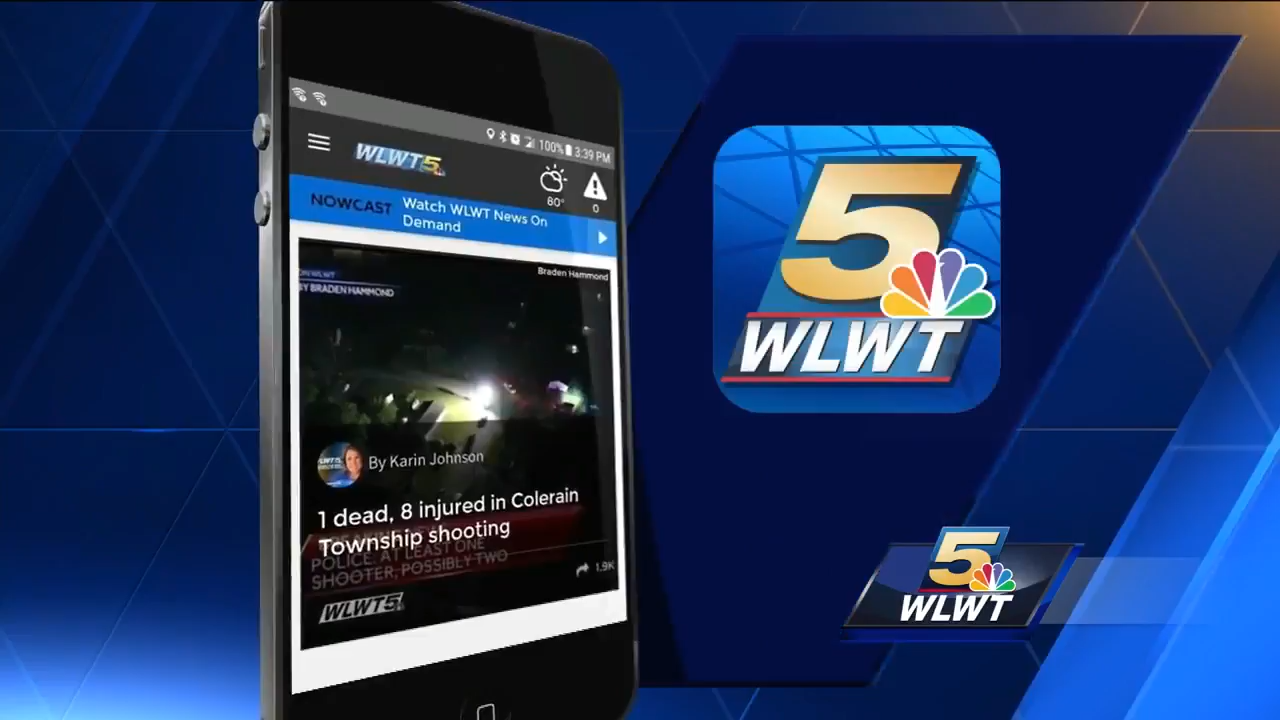 100% 3:39 PM
WLWT5
80°
0
NOWCAST
Watch WLWT News On
Demand
Braden Hammond
ON WLWT
BY BRADEN HAMMOND
By Karin Johnson
1 dead, 8 injured in Colerain
Township shooting
POLICE: AT LEAST ONE
SHOOTER, POSSIBLY TWO
1.9K
WLWT5
5
WLWT
5
WLWT